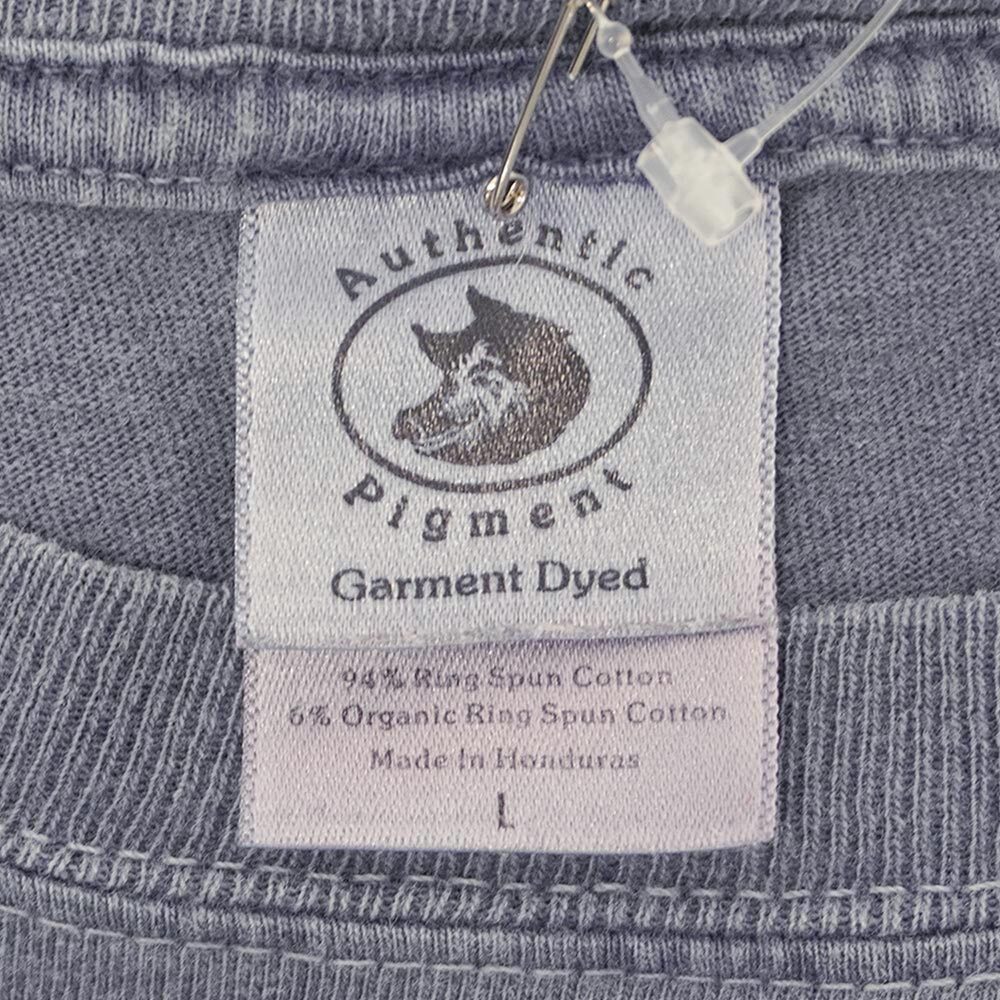 Authentic
Pigment
Garment Dyed
94% Ring Spun Cotton
6% Organic Ring Spun Cotton
Made In Honduras
L